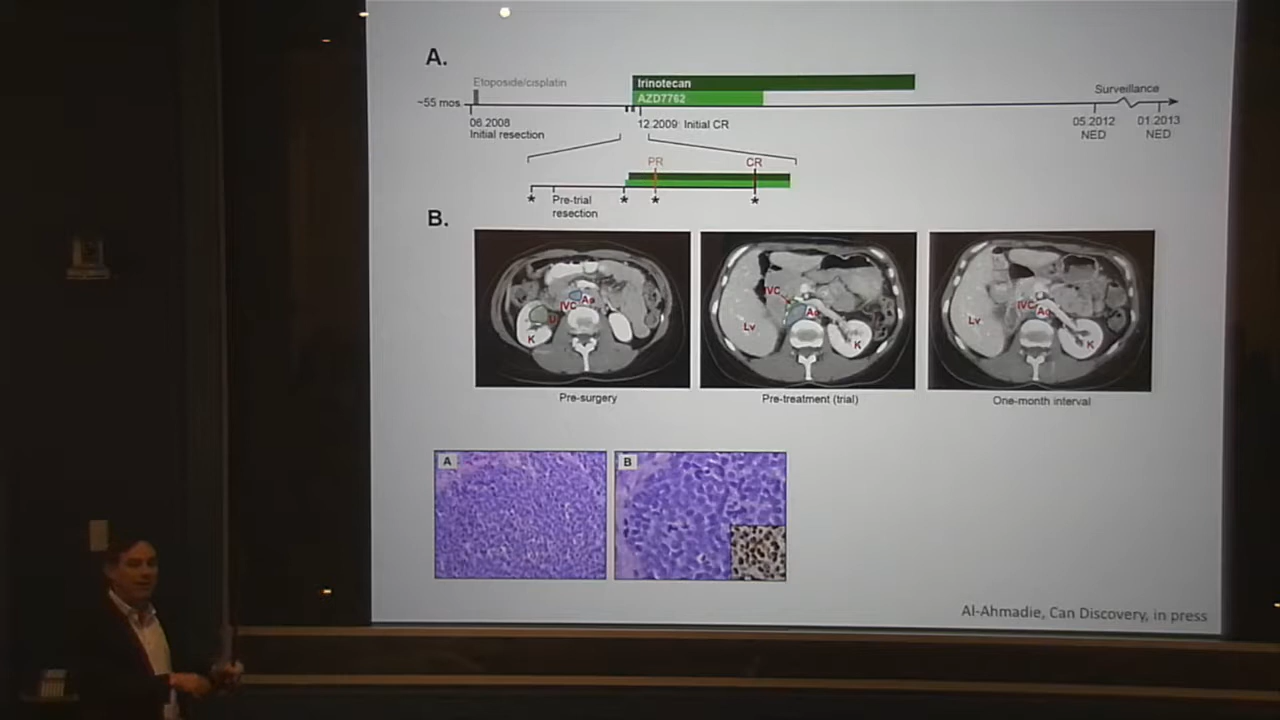 A.
Etoposide/cisplatin
Irinotecan
AZD7762
Surveillance
~55 mos
06.2008
Initial resection
12.2009: Initial CR
05.2012
NED
01.2013
NED
PR
CR
* * * *
Pre-trial
resection
B.
IVC Ao
U
K
IVC
Ao
Lv
K
IVC
Ao
Lv
K
Pre-surgery
Pre-treatment (trial)
One-month interval
A
B
Al-Ahmadie, Can Discovery, in press